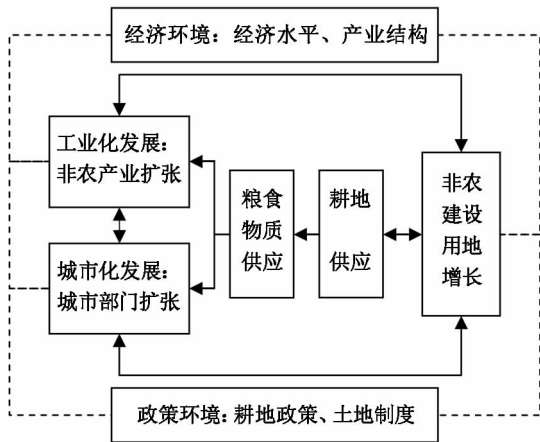 经济环境：经济水平、产业结构
工业化发展：
非农产业扩张
城市化发展：
城市部门扩张
粮食
物质
供应
耕地
供应
非农
建设
用地
增长
政策环境：耕地政策、土地制度